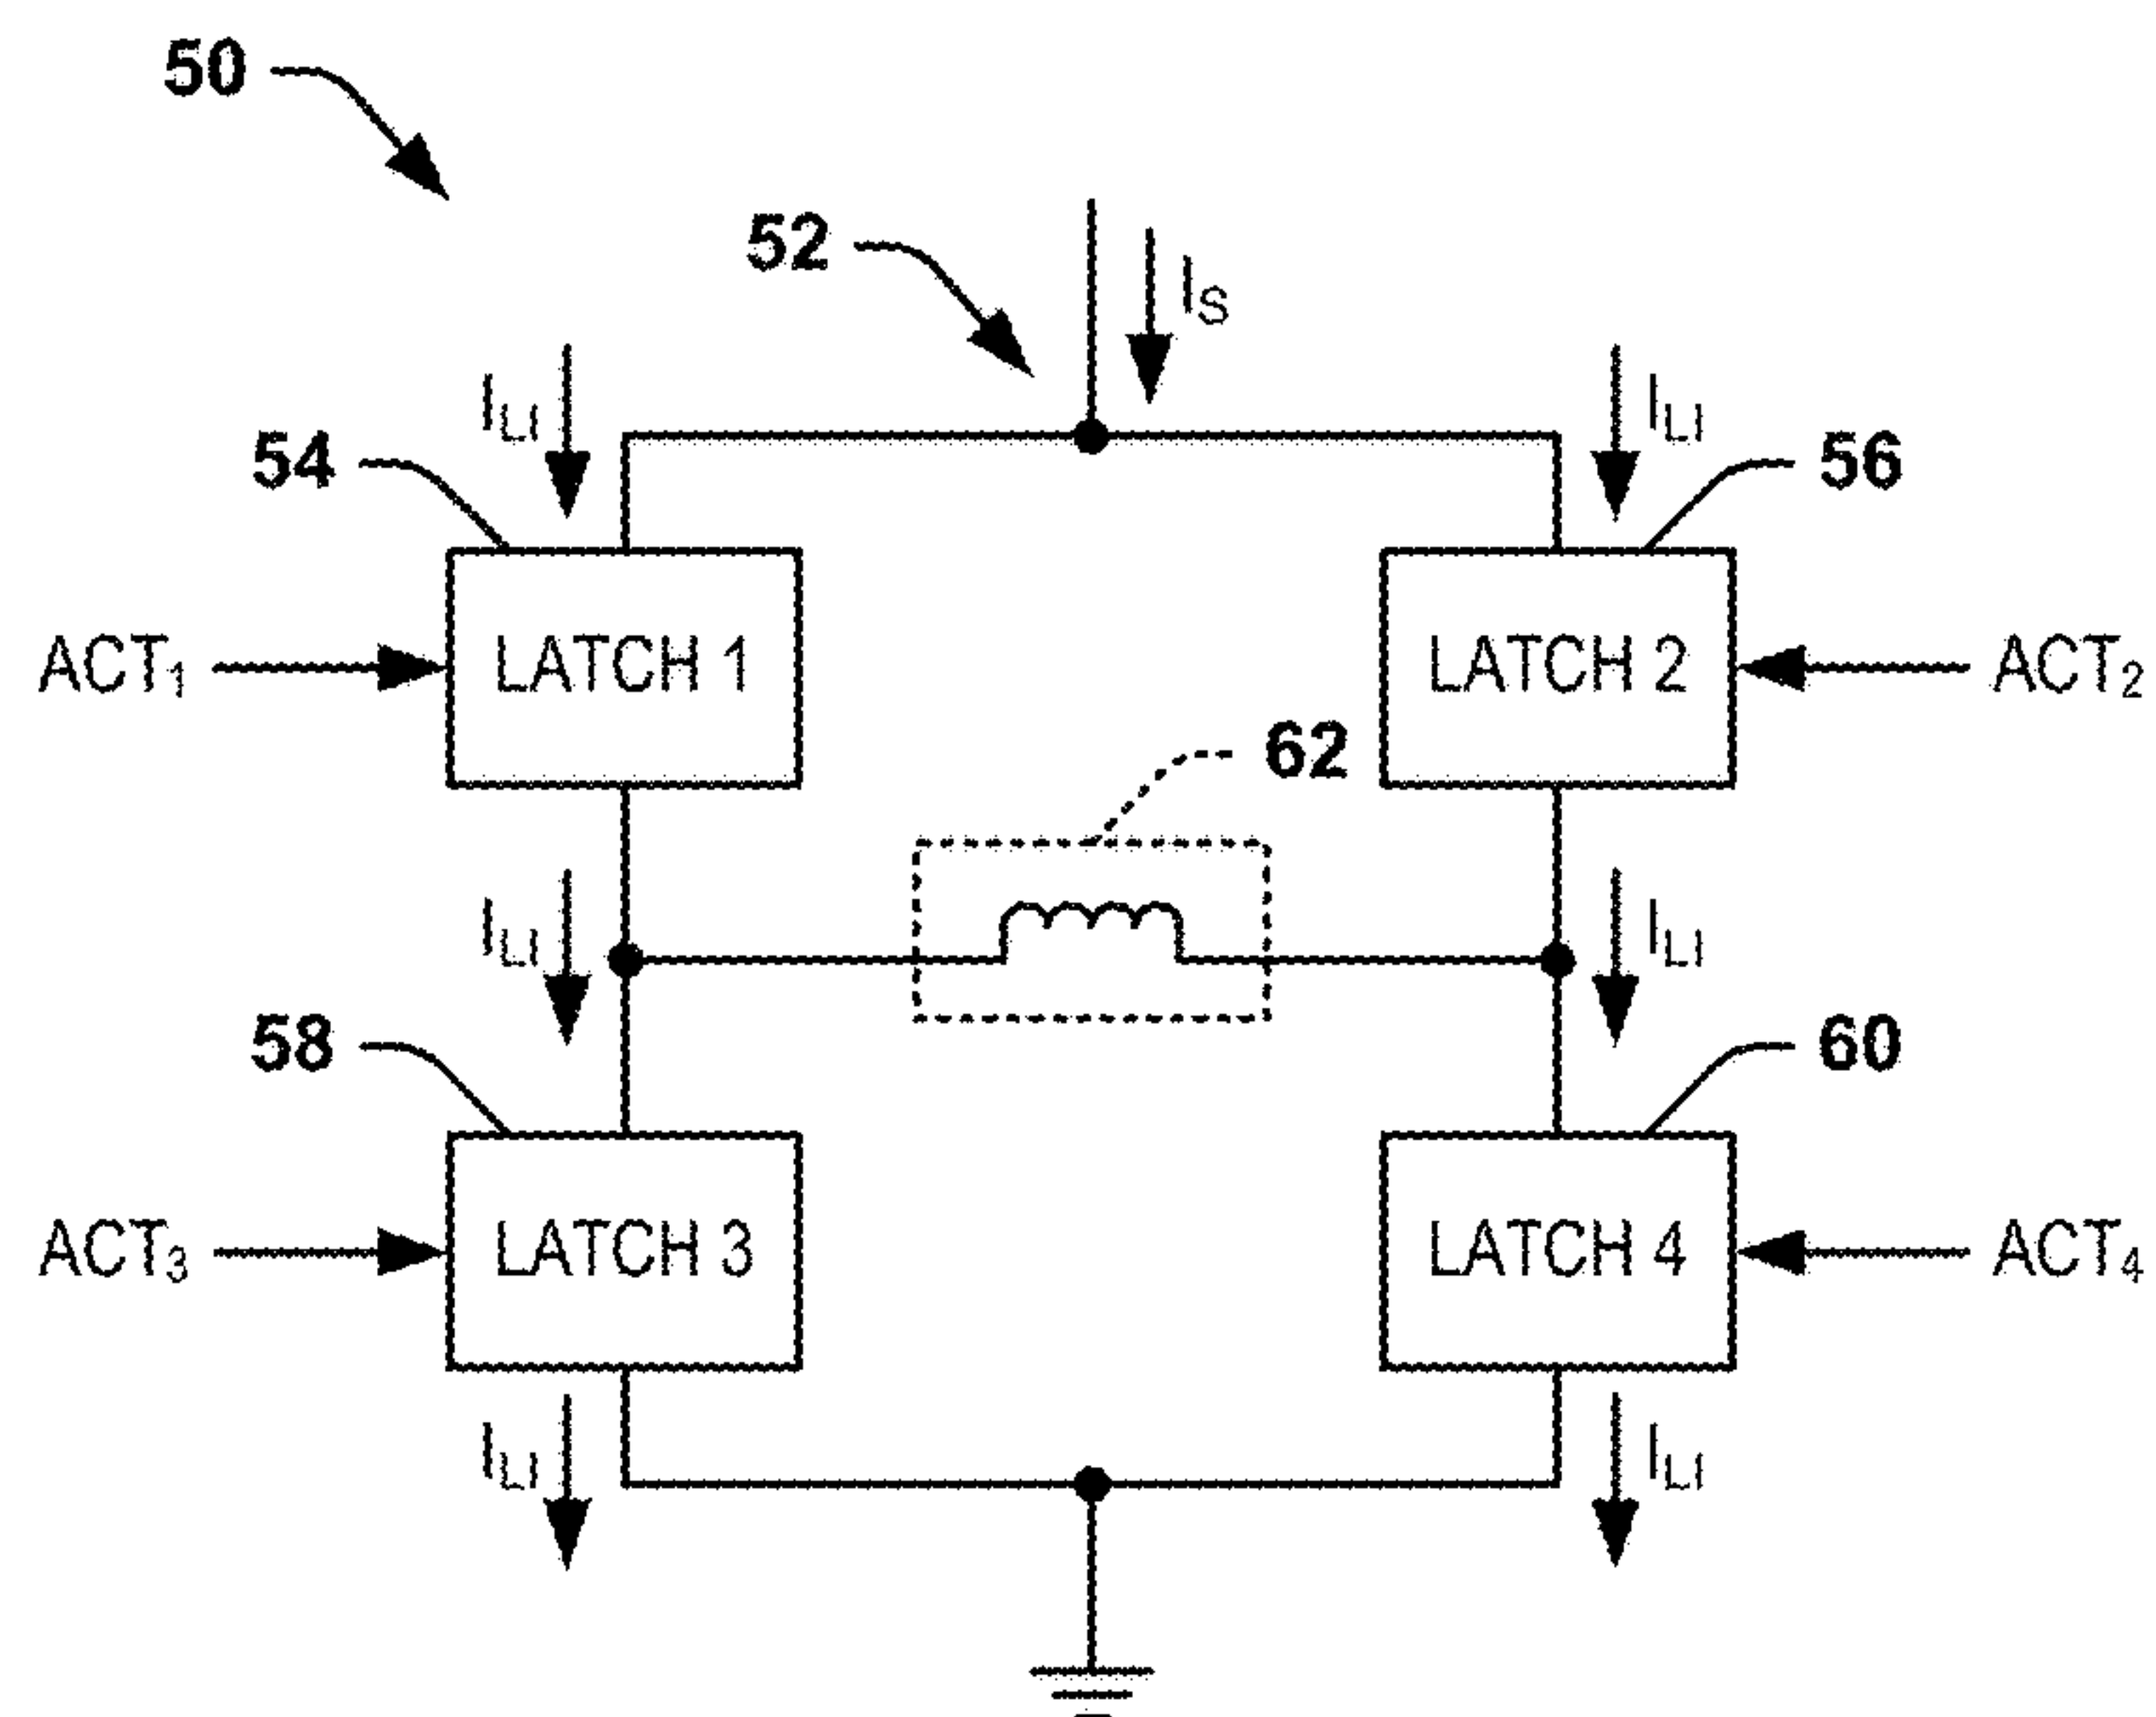 50
52
I_S
I_LI
I_LI
54
56
ACT₁
LATCH 1
LATCH 2
ACT₂
62
I_LI
I_LI
58
60
ACT₃
LATCH 3
LATCH 4
ACT₄
I_LI
I_LI